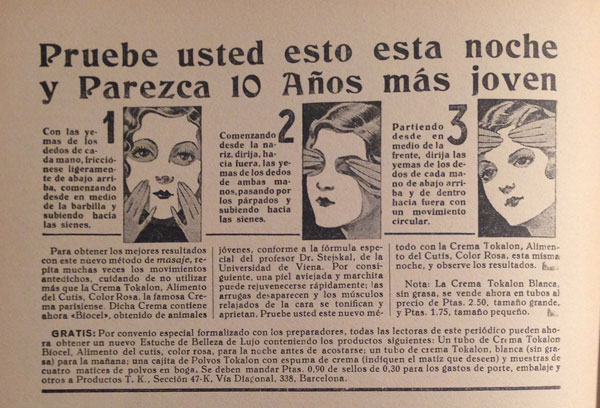 Pruebe usted esto esta noche
y Parezca 10 Años más joven
1
Con las ye-
mas de los
dedos de ca-
da mano, fricció-
nese ligeramen-
te de abajo arri-
ba, comenzando
desde en medio
de la barbilla y
subiendo hacia
las sienes.
2
Comenzando
desde la na-
riz, dirija, ha-
cia fuera, las ye-
mas de los dedos
de ambas ma-
nos, pasando por
los párpados y
subiendo hacia
las sienes.
3
Partiendo
desde en
medio de la
frente, dirija las
yemas de los de-
dos de cada ma-
no de abajo arri-
ba y de dentro
hacia fuera con
un movimiento
circular.
Para obtener los mejores resultados
con este nuevo método de masaje, re-
pita muchas veces los movimientos
antedichos, cuidando de no utilizar
más que la Crema Tokalon, Alimento
del Cutis, Color Rosa, la famosa Cre-
ma parisiense. Dicha Crema contiene
ahora «Biocel», obtenido de animales
jóvenes, conforme a la fórmula espe-
cial del profesor Dr. Stejskal, de la
Universidad de Viena. Por consi-
guiente, una piel aviejada y marchita
puede rejuvenecerse rápidamente; las
arrugas desaparecen y los músculos
relajados de la cara se tonifican y
aprietan. Pruebe usted este nuevo mé-
todo con la Crema Tokalon, Alimento
del Cutis, Color Rosa, esta misma
noche, y observe los resultados.
Nota: La Crema Tokalon Blanca,
sin grasa, se vende ahora en tubos al
precio de Ptas. 2.50, tamaño grande,
y Ptas. 1.75, tamaño pequeño.
GRATIS: Por convenio especial formalizado con los preparadores, todas las lectoras de este periódico pueden aho-
ra obtener un nuevo Estuche de Belleza de Lujo conteniendo los productos siguientes: Un tubo de Crema Tokalon
Biocel, Alimento del cutis, color rosa, para la noche antes de acostarse; un tubo de crema Tokalon, blanca (sin gra-
sa) para la mañana; una cajita de Polvos Tokalon con espuma de crema (indíquen el matiz que deseen) y muestras de
cuatro matices de polvos en boga. Se deben mandar Ptas. 0,90 de sellos de 0,30 para los gastos de porte, embalaje y
otros a Productos T. K., Sección 47-K, Vía Diagonal, 338, Barcelona.